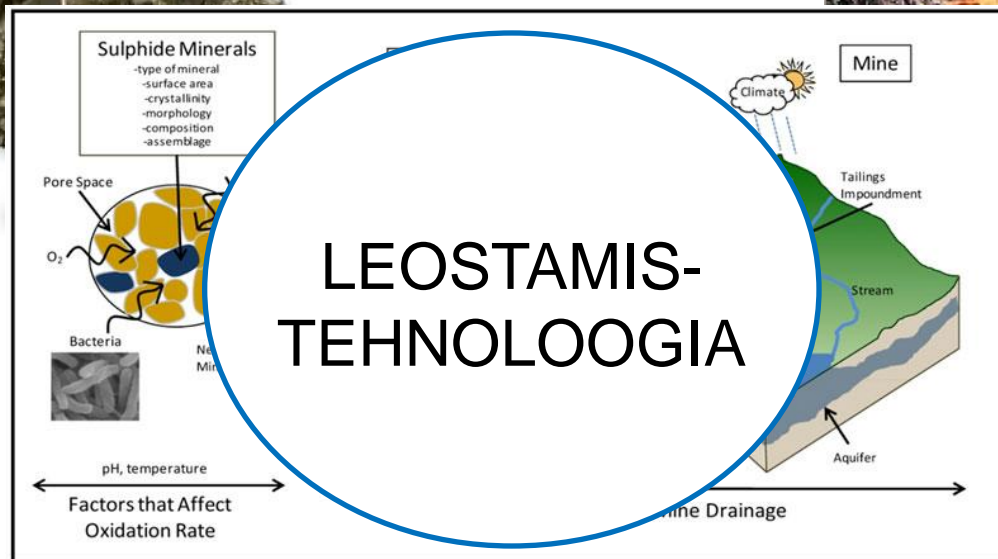 Sulphide Minerals
-type of mineral
-surface area
-crystallinity
-morphology
-composition
-assemblage
Pore Space
O₂
Bacteria
pH, temperature
Factors that Affect
Oxidation Rate
LEOSTAMIS-
TEHNOLOOGIA
Mine
Climate
Tailings
Impoundment
Stream
Aquifer
Drainage